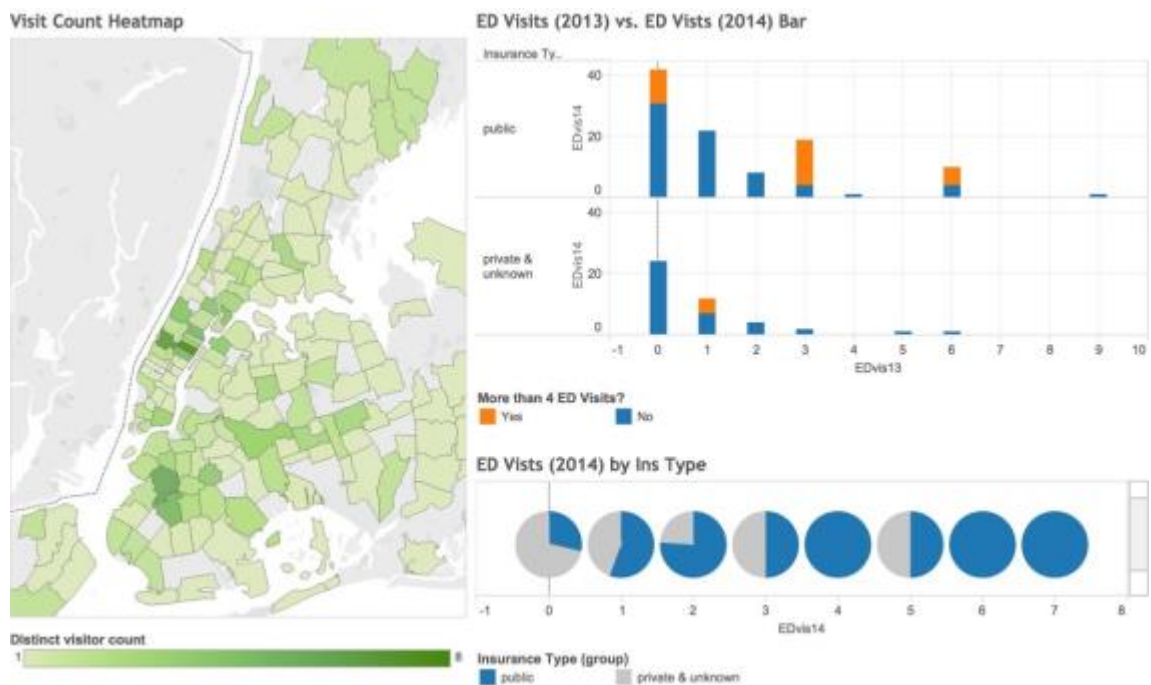 Visit Count Heatmap
Distinct visitor count
1 8
ED Visits (2013) vs. ED Vists (2014) Bar
Insurance Ty..
public
EDvis14
40
20
0
private &
unknown
EDvis14
40
20
0
-1 0 1 2 3 4 5 6 7 8 9 10
EDvis13
More than 4 ED Visits?
Yes No
ED Vists (2014) by Ins Type
-1 0 1 2 3 4 5 6 7 8
EDvis14
Insurance Type (group)
public private & unknown